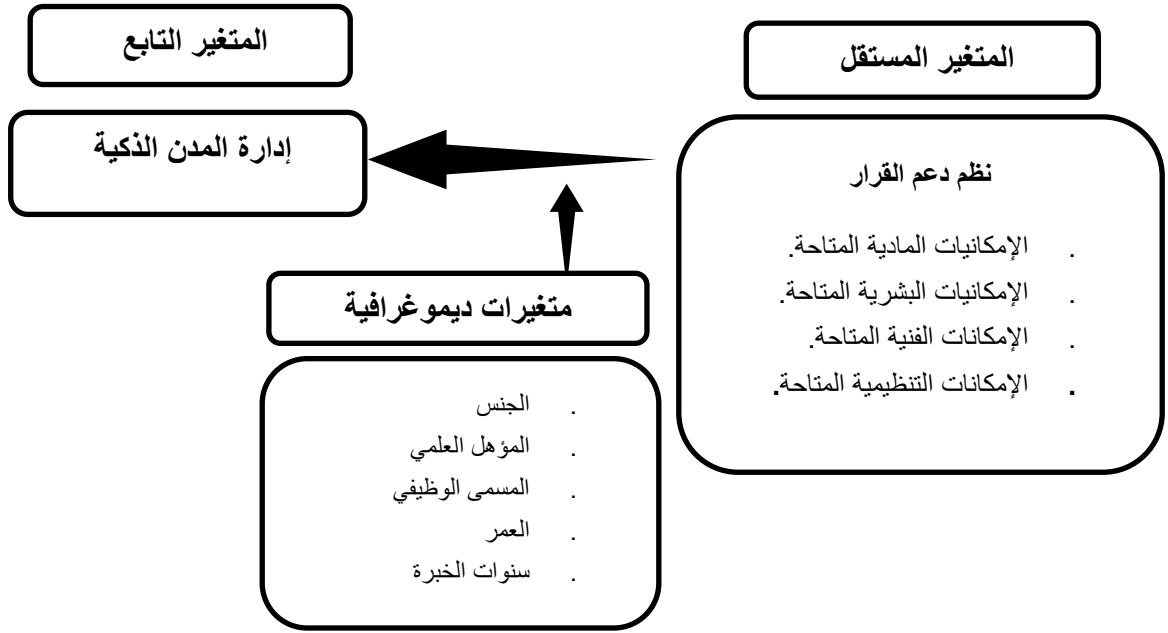 المتغير المستقل
المتغير التابع
نظم دعم القرار
. الإمكانيات المادية المتاحة.
. الإمكانيات البشرية المتاحة.
. الإمكانات الفنية المتاحة.
. الإمكانات التنظيمية المتاحة.
إدارة المدن الذكية
متغيرات ديموغرافية
. الجنس
. المؤهل العلمي
. المسمى الوظيفي
. العمر
. سنوات الخبرة